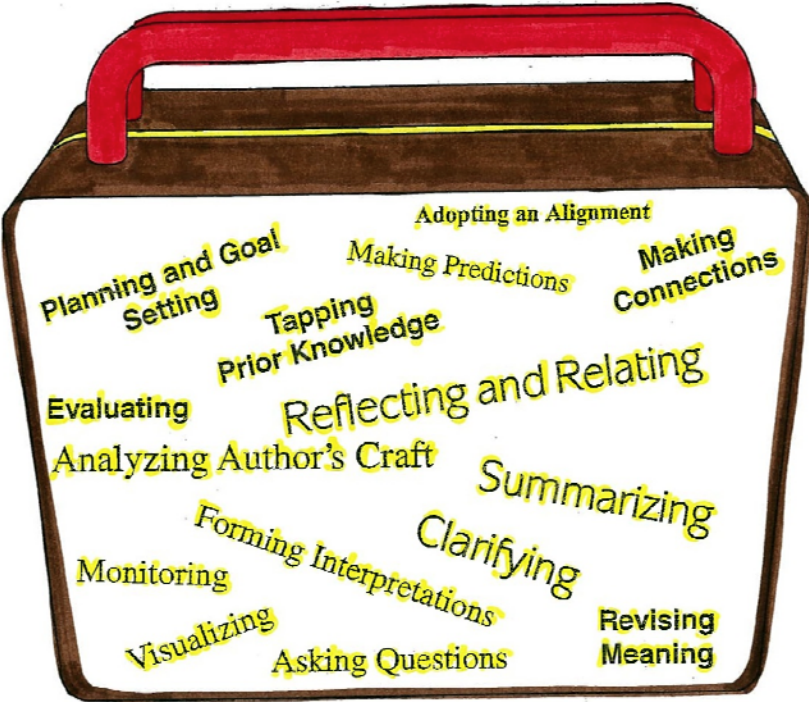 Adopting an Alignment
Planning and Goal
Setting
Making Predictions
Making
Connections
Tapping
Prior Knowledge
Reflecting and Relating
Evaluating
Analyzing Author's Craft
Summarizing
Forming Interpretations
Clarifying
Monitoring
Visualizing
Asking Questions
Revising
Meaning